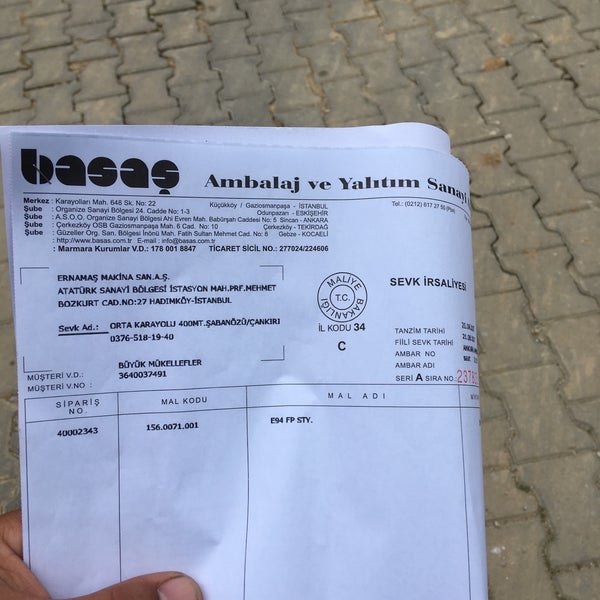 basaş Ambalaj ve Yalıtım Sanayi
Merkez : Karayolları Mah. 648 Sk. No: 22 Küçükköy / Gaziosmanpaşa - İSTANBUL
Tel.: (0212) 617 27 50 (Pbx)
Şube : Organize Sanayi Bölgesi 24. Cadde No: 1-3 Odunpazarı - ESKİŞEHİR
Şube : A.S.O.O. Organize Sanayi Bölgesi Ahi Evren Mah. Babürşah Caddesi No: 5 Sincan - ANKARA
Şube : Çerkezköy OSB Gaziosmanpaşa Mah. 6 Cad. No: 10 Çerkezköy - TEKİRDAĞ
Şube : Güzeller Org. San. Bölgesi İnönü Mah. Fatih Sultan Mehmet Cad. No: 8 Gebze - KOCAELİ
: http://www.basas.com.tr E-mail : info@basas.com.tr
: Marmara Kurumlar V.D.: 178 001 8847 TİCARET SİCİL NO.: 277024/224606
ERNAMAŞ MAKİNA SAN.A.Ş.
ATATÜRK SANAYİ BÖLGESİ İSTASYON MAH.PRF.MEHMET
BOZKURT CAD.NO:27 HADIMKÖY-İSTANBUL
Sevk Ad.: ORTA KARAYOLU 400MT.ŞABANÖZÜ/ÇANKIRI
0376-518-19-40
MALİYE BAKANLIĞI
T.C.
İL KODU 34
C
SEVK İRSALİYESİ
TANZİM TARİHİ
FİİLİ SEVK TARİHİ
AMBAR NO
AMBAR ADI
SERİ A SIRA NO.:
MÜŞTERİ V.D.: BÜYÜK MÜKELLEFLER
MÜŞTERİ V.NO : 3640037491
SİPARİŞ NO. MAL KODU MAL ADI
40002343 156.0071.001 E94 FP STY.